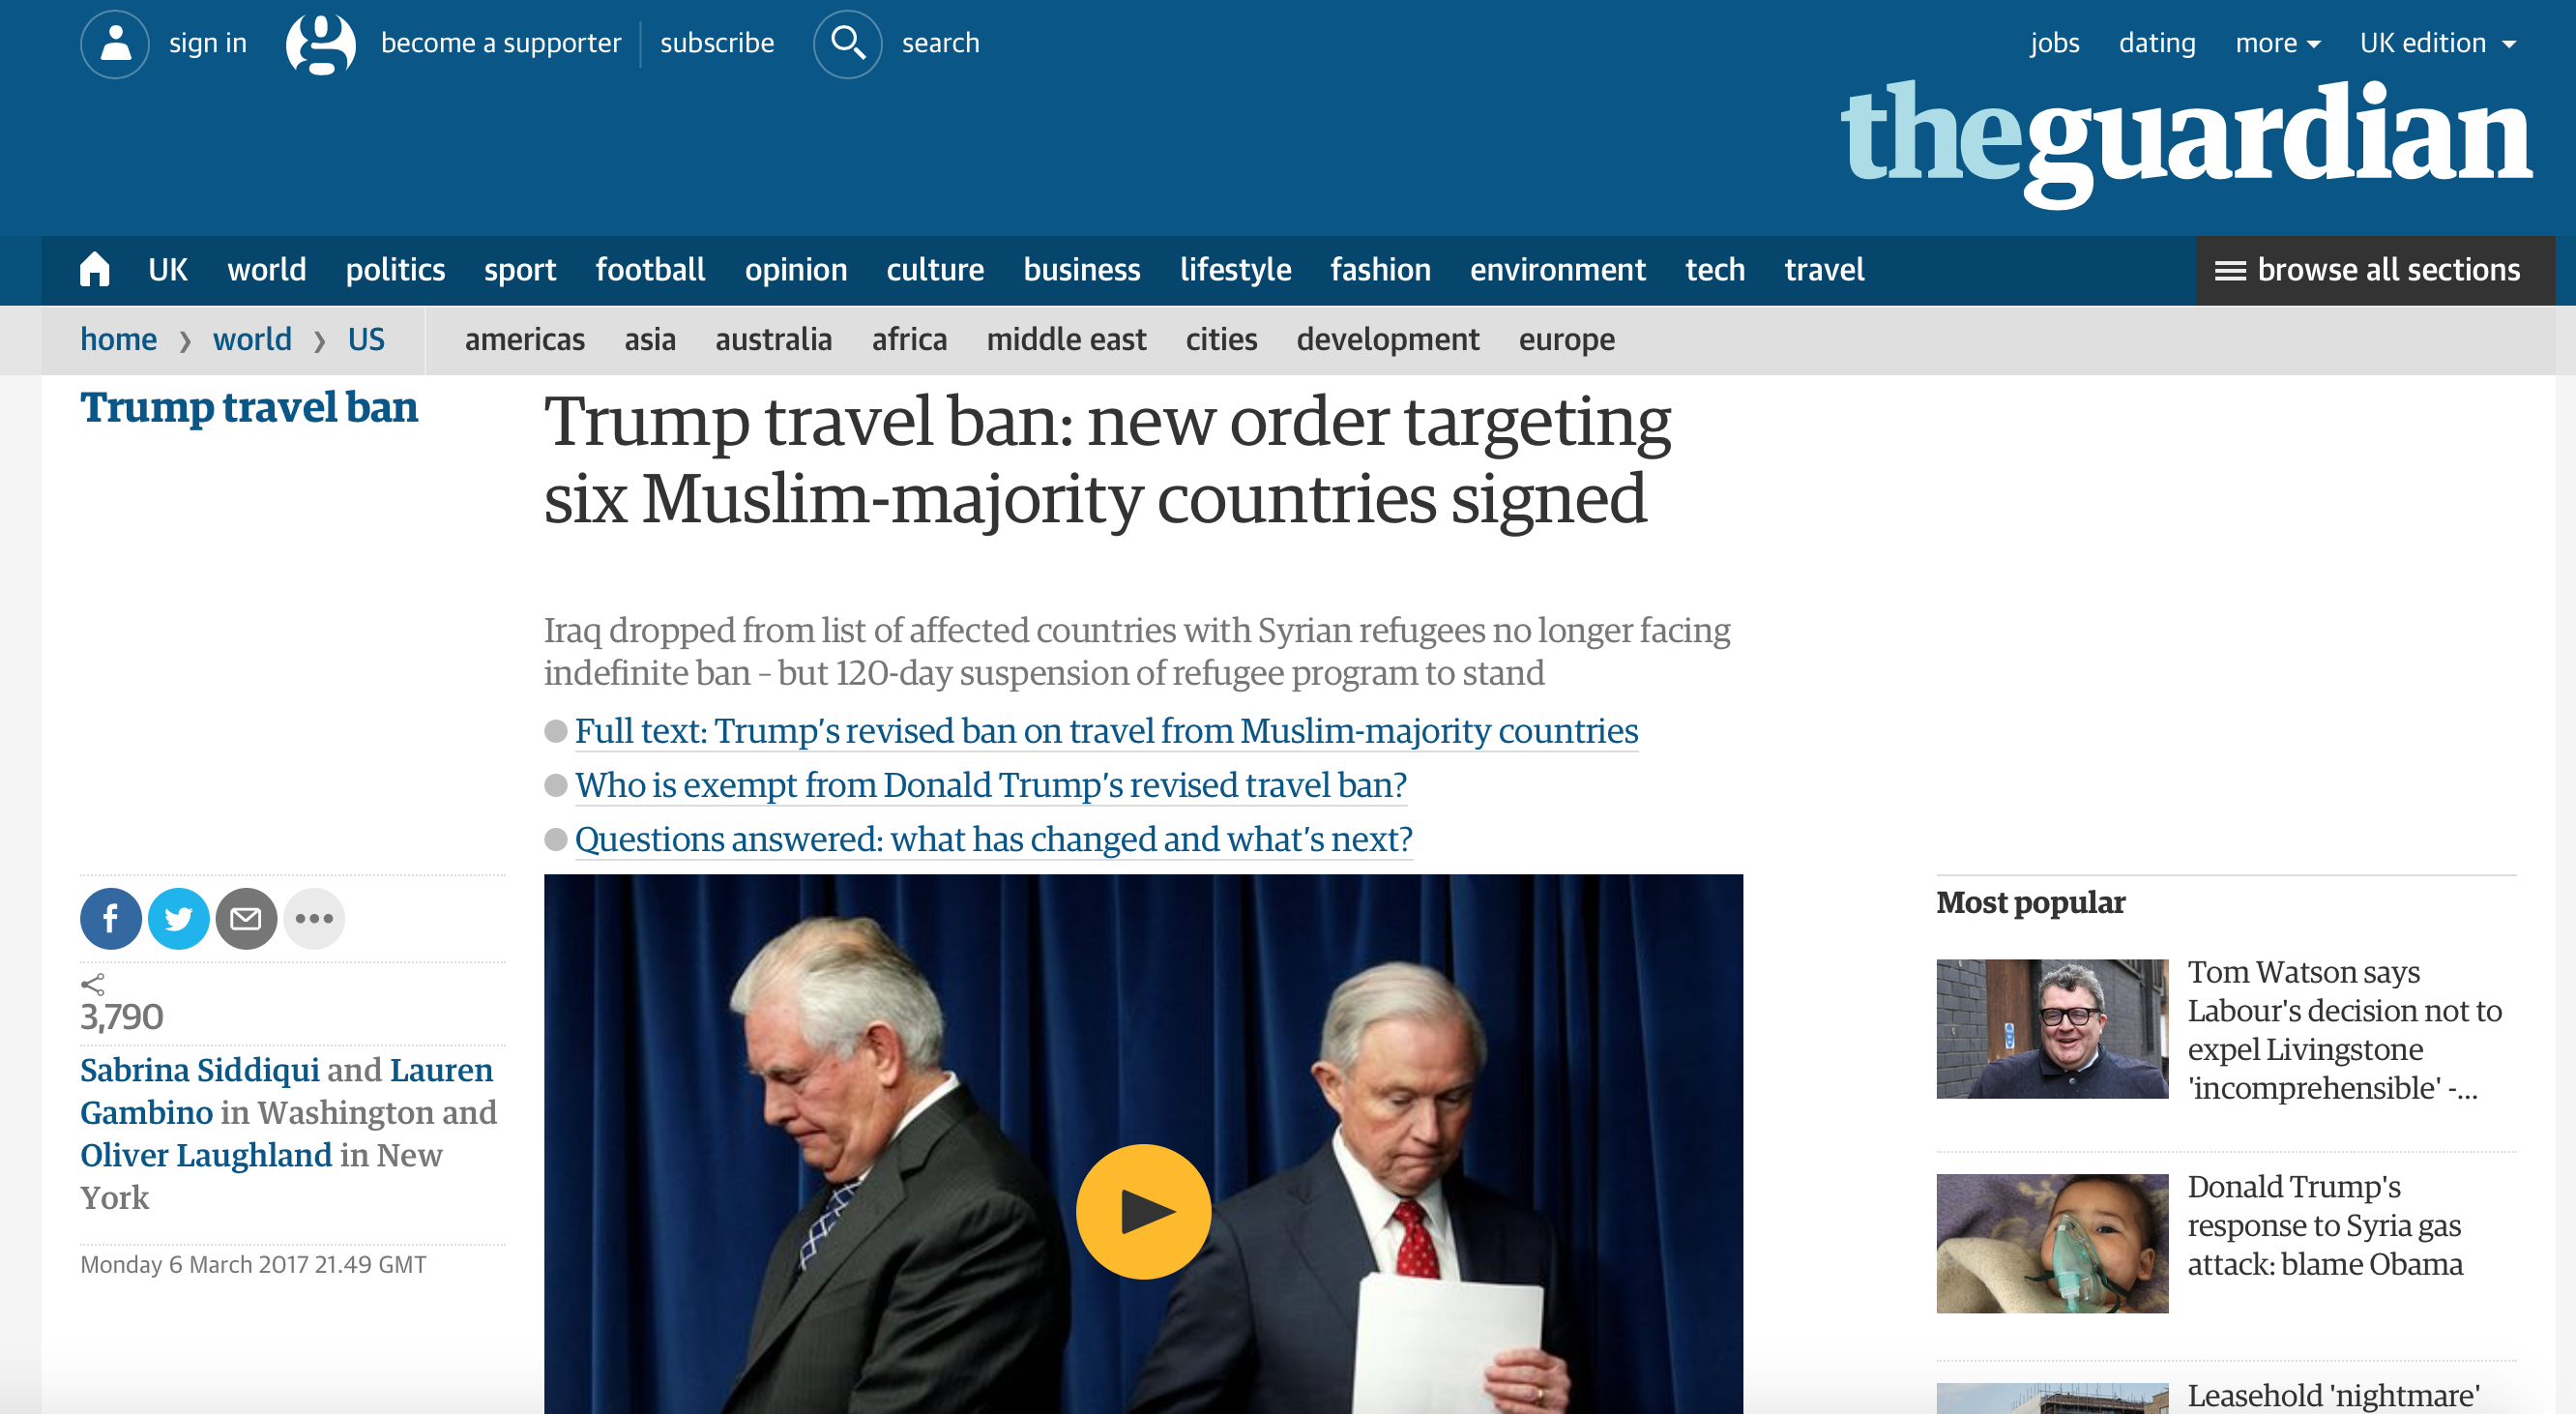 sign in
become a supporter
subscribe
search
jobs
dating
more
UK edition
theguardian
UK world politics sport football opinion culture business lifestyle fashion environment tech travel
browse all sections
home › world › US
americas asia australia africa middle east cities development europe
Trump travel ban
Trump travel ban: new order targeting
six Muslim-majority countries signed
Iraq dropped from list of affected countries with Syrian refugees no longer facing
indefinite ban – but 120-day suspension of refugee program to stand
Full text: Trump’s revised ban on travel from Muslim-majority countries
Who is exempt from Donald Trump’s revised travel ban?
Questions answered: what has changed and what’s next?
3,790
Sabrina Siddiqui and Lauren
Gambino in Washington and
Oliver Laughland in New
York
Monday 6 March 2017 21.49 GMT
Most popular
Tom Watson says
Labour's decision not to
expel Livingstone
'incomprehensible' -...
Donald Trump's
response to Syria gas
attack: blame Obama
Leasehold 'nightmare'